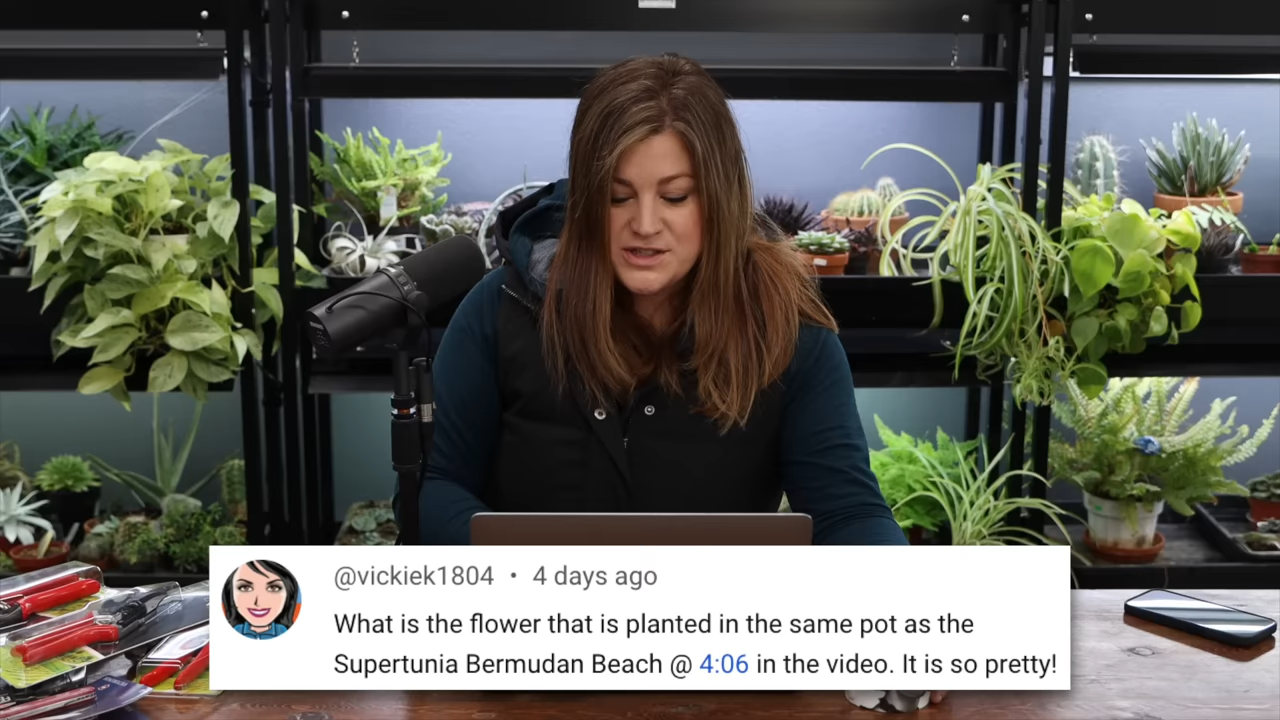 @vickiek1804 • 4 days ago
What is the flower that is planted in the same pot as the
Supertunia Bermudan Beach @ 4:06 in the video. It is so pretty!